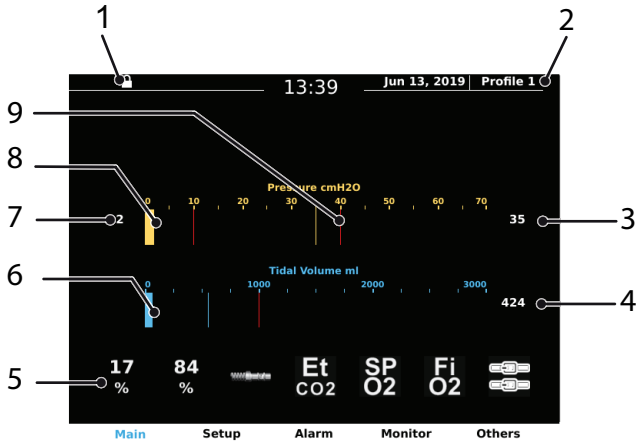 1
2
13:39
Jun 13, 2019
Profile 1
9
8
Pressure cmH2O
0 10 20 30 40 50 60 70
7
2
35
3
6
Tidal Volume ml
0 1000 2000 3000
424
4
5
17 84 Et SP Fi
% % CO2 O2 O2
Main Setup Alarm Monitor Others